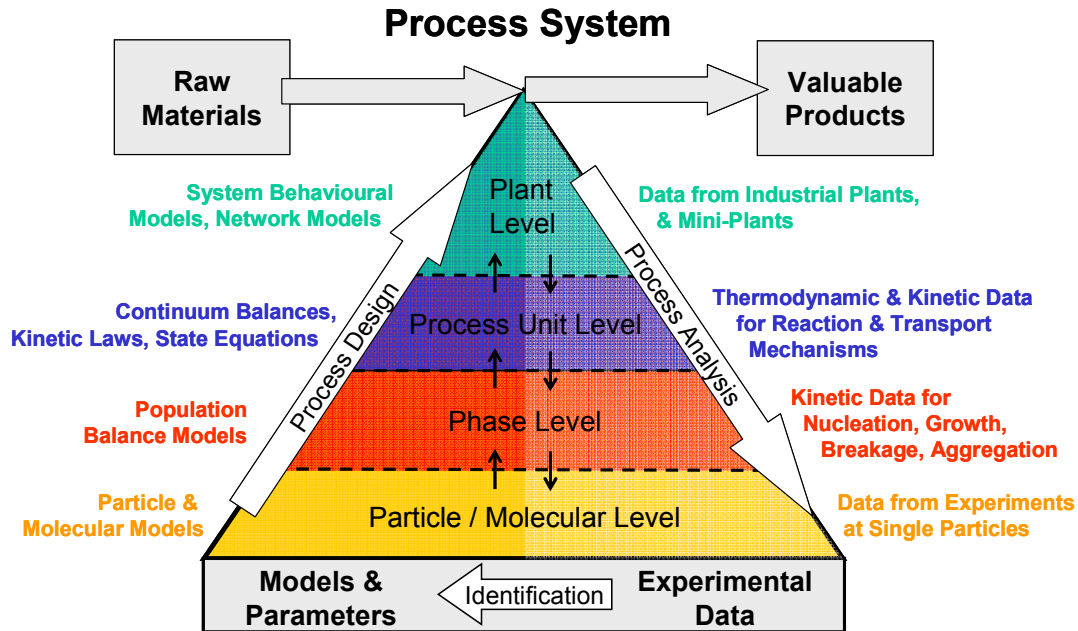 Process System
Raw
Materials
Valuable
Products
System Behavioural
Models, Network Models
Plant
Level
Data from Industrial Plants,
& Mini-Plants
Process Design
Process Analysis
Continuum Balances,
Kinetic Laws, State Equations
Process Unit Level
Thermodynamic & Kinetic Data
for Reaction & Transport
Mechanisms
Population
Balance Models
Phase Level
Kinetic Data for
Nucleation, Growth,
Breakage, Aggregation
Particle &
Molecular Models
Particle / Molecular Level
Data from Experiments
at Single Particles
Models &
Parameters
Identification
Experimental
Data